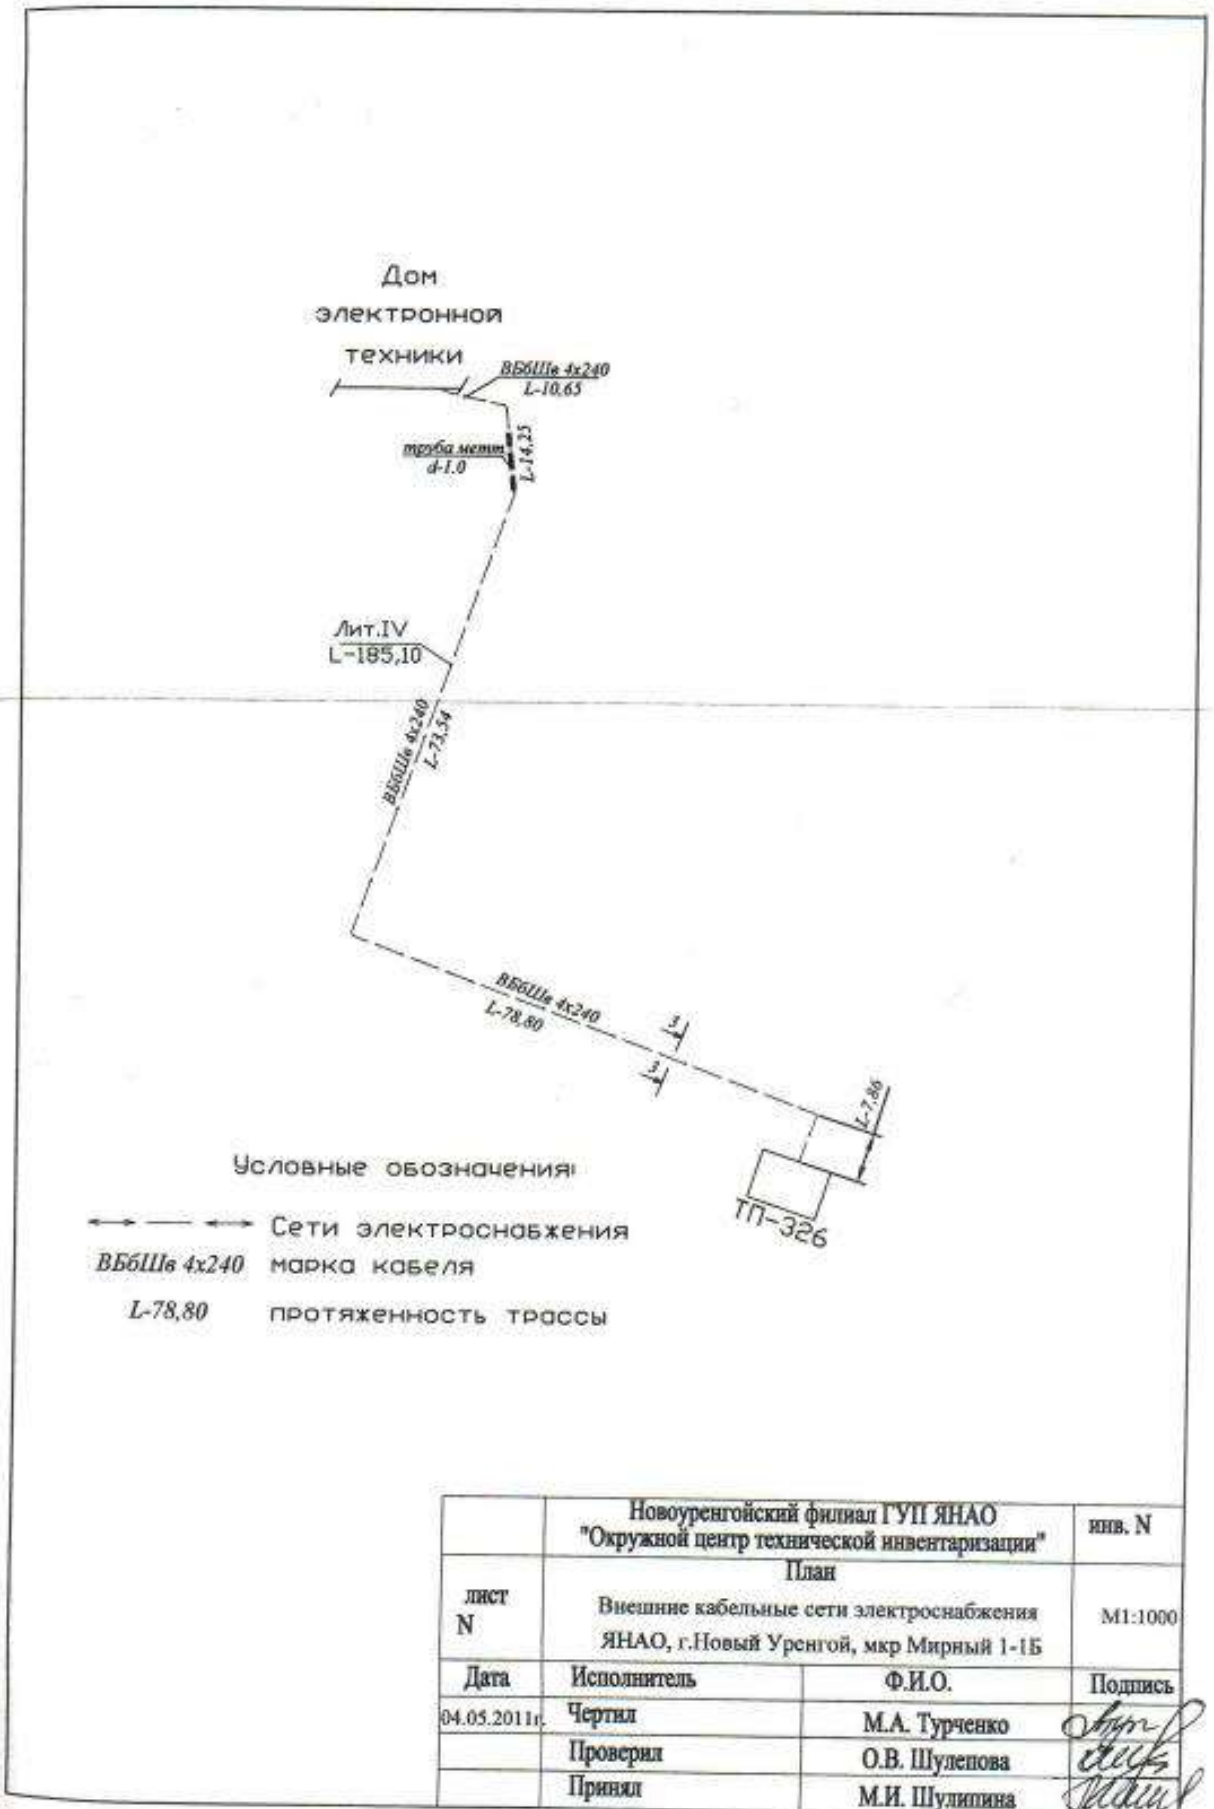 Дом
электронной
техники
ВБбШв 4х240
L-10,65
труба метт
d-1.0
L-14,25
Лит.IV
L-185,10
ВБбШв 4х240
L-73,54
ВБбШв 4х240
L-78,80
3
3
L-7,86
ТП-326
Условные обозначения:
Сети электроснабжения
ВБбШв 4х240 марка кабеля
L-78,80 протяженность трассы
Новоуренгойский филиал ГУП ЯНАО
"Окружной центр технической инвентаризации"
инв. N
лист
N
План
Внешние кабельные сети электроснабжения
ЯНАО, г.Новый Уренгой, мкр Мирный 1-1Б
М1:1000
Дата Исполнитель Ф.И.О. Подпись
04.05.2011г. Чертил М.А. Турченко
Проверил О.В. Шулепова
Принял М.И. Шулипина